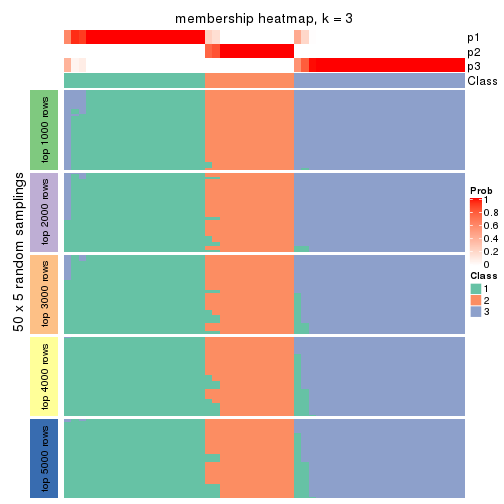 membership heatmap, k = 3
p1
p2
p3
Class
50 x 5 random samplings
top 1000 rows
top 2000 rows
top 3000 rows
top 4000 rows
top 5000 rows
Prob
1
0.8
0.6
0.4
0.2
0
Class
1
2
3